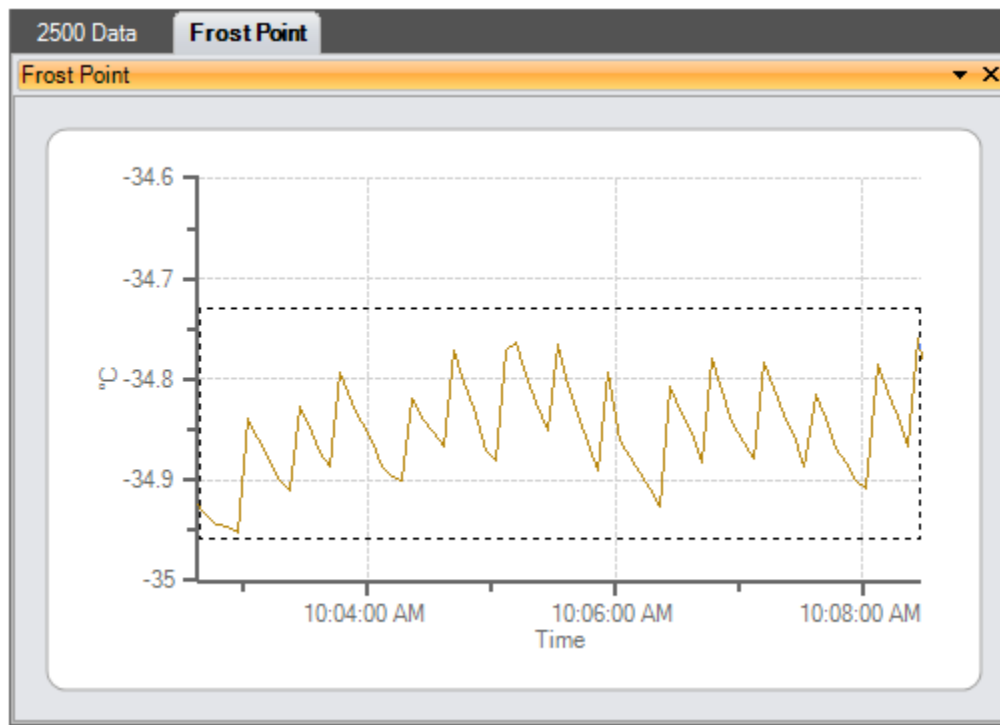 2500 Data Frost Point
Frost Point
-34.6
-34.7
-34.8
°C
-34.9
-35
10:04:00 AM 10:06:00 AM 10:08:00 AM
Time